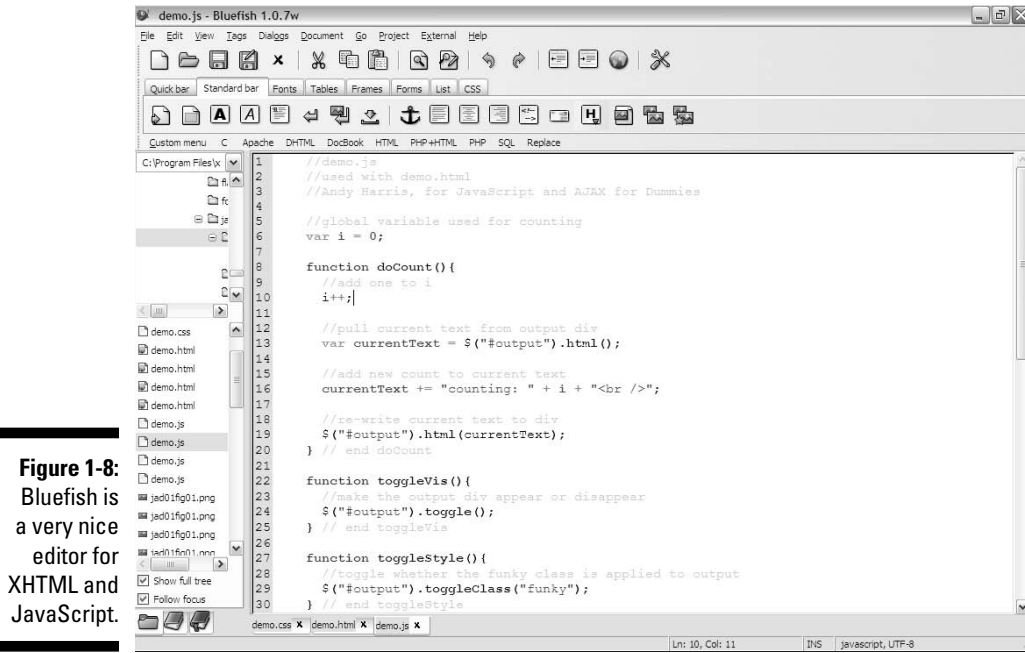 demo.js - Bluefish 1.0.7w
File Edit View Tags Dialogs Document Go Project External Help
Quick bar Standard bar Fonts Tables Frames Forms List CSS
Custom menu C Apache DHTML DocBook HTML PHP+HTML PHP SQL Replace
C:\Program Files\x
demo.css
demo.html
demo.html
demo.html
demo.html
demo.js
demo.js
demo.js
demo.js
jad01fig01.png
jad01fig01.png
jad01fig01.png
jad01fig01.png
Show full tree
Follow focus
1 //demo.js
2 //used with demo.html
3 //Andy Harris, for JavaScript and AJAX for Dummies
4
5 //global variable used for counting
6 var i = 0;
7
8 function doCount(){
9 //add one to i
10 i++;
11
12 //pull current text from output div
13 var currentText = $("#output").html();
14
15 //add new count to current text
16 currentText += "counting: " + i + "<br />";
17
18 //re-write current text to div
19 $("#output").html(currentText);
20 } // end doCount
21
22 function toggleVis(){
23 //make the output div appear or disappear
24 $("#output").toggle();
25 } // end toggleVis
26
27 function toggleStyle(){
28 //toggle whether the funky class is applied to output
29 $("#output").toggleClass("funky");
30 } // end toggleStyle
demo.css X demo.html X demo.js X
Ln: 10, Col: 11 INS javascript, UTF-8
Figure 1-8:
Bluefish is
a very nice
editor for
XHTML and
JavaScript.